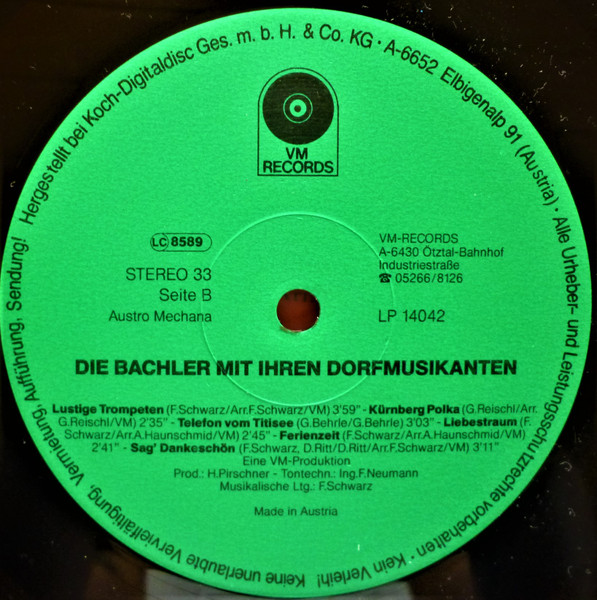 Hergestellt bei Koch-Digitaldisc Ges. m. b. H. & Co. KG · A-6652 Elbigenalp 91 (Austria) · Alle Urheber- und Leistungsschutzrechte vorbehalten · Kein Verleih! Keine unerlaubte Vervielfältigung, Vermietung, Aufführung, Sendung!
VM
RECORDS
LC 8589
STEREO 33
Seite B
Austro Mechana
VM-RECORDS
A-6430 Ötztal-Bahnhof
Industriestraße
☎ 05266/8126
LP 14042
DIE BACHLER MIT IHREN DORFMUSIKANTEN
Lustige Trompeten (F.Schwarz/Arr.F.Schwarz/VM) 3'59" - Kürnberg Polka (G.Reischl/Arr.
G.Reischl/VM) 2'35" - Telefon vom Titisee (G.Behrle/G.Behrle) 3'03" - Liebestraum (F.
Schwarz/Arr.A.Haunschmid/VM) 2'45" - Ferienzeit (F.Schwarz/Arr.A.Haunschmid/VM)
2'41" - Sag' Dankeschön (F.Schwarz, D.Ritt/D.Ritt/Arr.F.Schwarz/VM) 3'11"
Eine VM-Produktion
Prod.: H.Pirschner - Tontechn.: Ing.F.Neumann
Musikalische Ltg.: F.Schwarz
Made in Austria